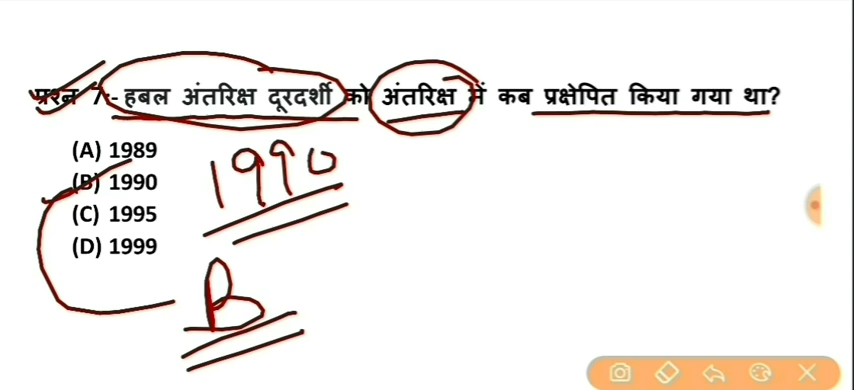 प्रश्न 7:- हबल अंतरिक्ष दूरदर्शी को अंतरिक्ष में कब प्रक्षेपित किया गया था?
(A) 1989
(B) 1990
(C) 1995
(D) 1999
1990
B